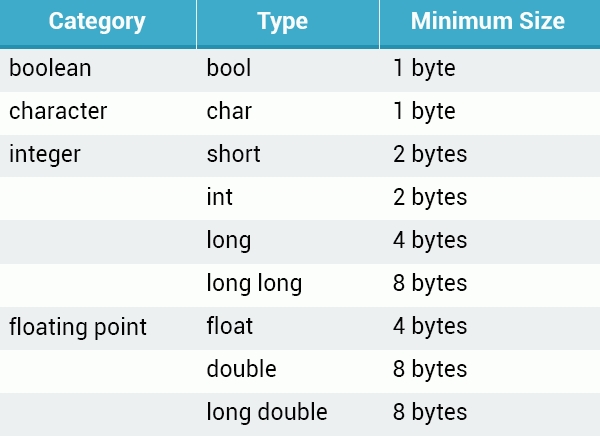 Category Type Minimum Size
boolean bool 1 byte
character char 1 byte
integer short 2 bytes
int 2 bytes
long 4 bytes
long long 8 bytes
floating point float 4 bytes
double 8 bytes
long double 8 bytes